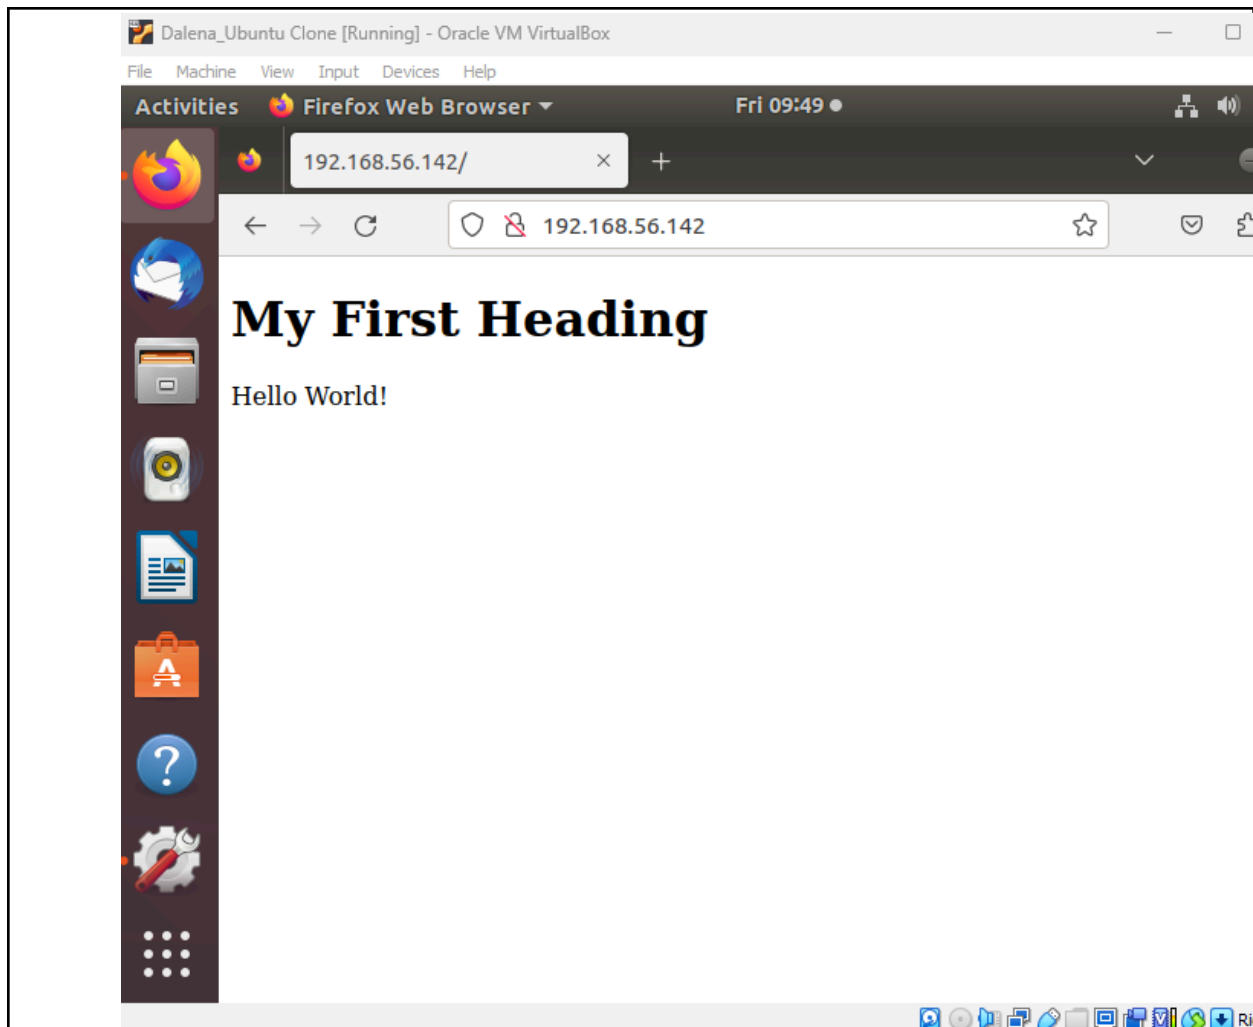 Dalena_Ubuntu Clone [Running] - Oracle VM VirtualBox
File Machine View Input Devices Help
Activities Firefox Web Browser Fri 09:49
192.168.56.142/
192.168.56.142
My First Heading
Hello World!
Ri